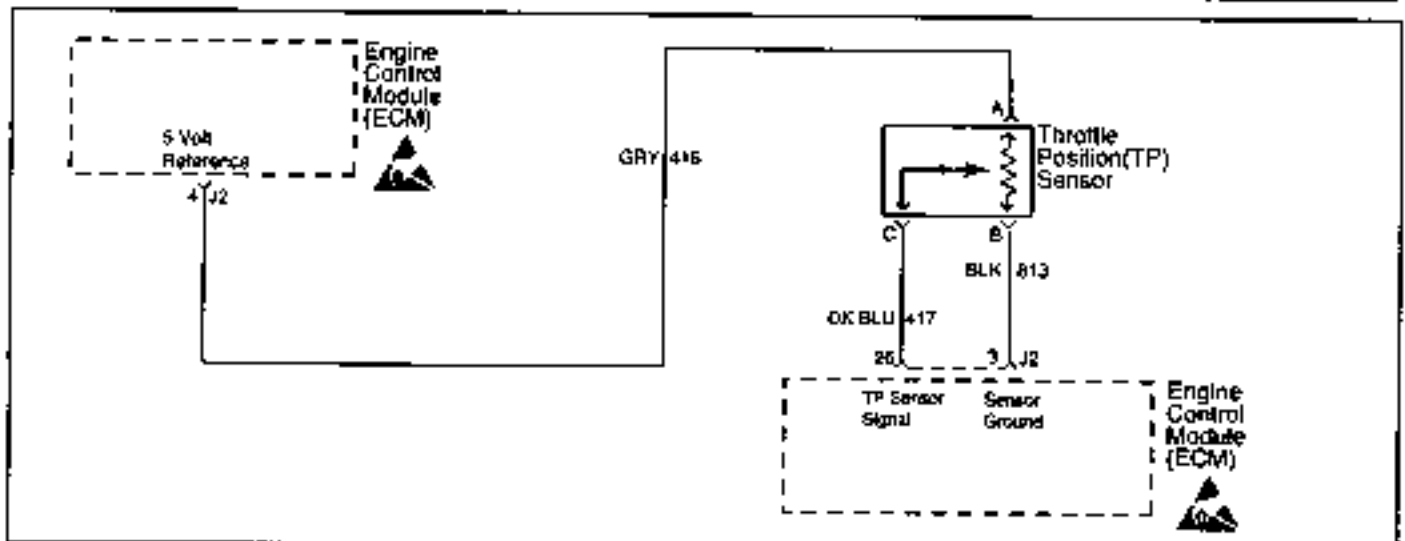 Engine
Control
Module
(ECM)
5 Volt
Reference
4 J2
GRY 416
A
Throttle
Position(TP)
Sensor
C B
BLK 813
DK BLU 417
26 3 J2
TP Sensor
Signal
Sensor
Ground
Engine
Control
Module
(ECM)